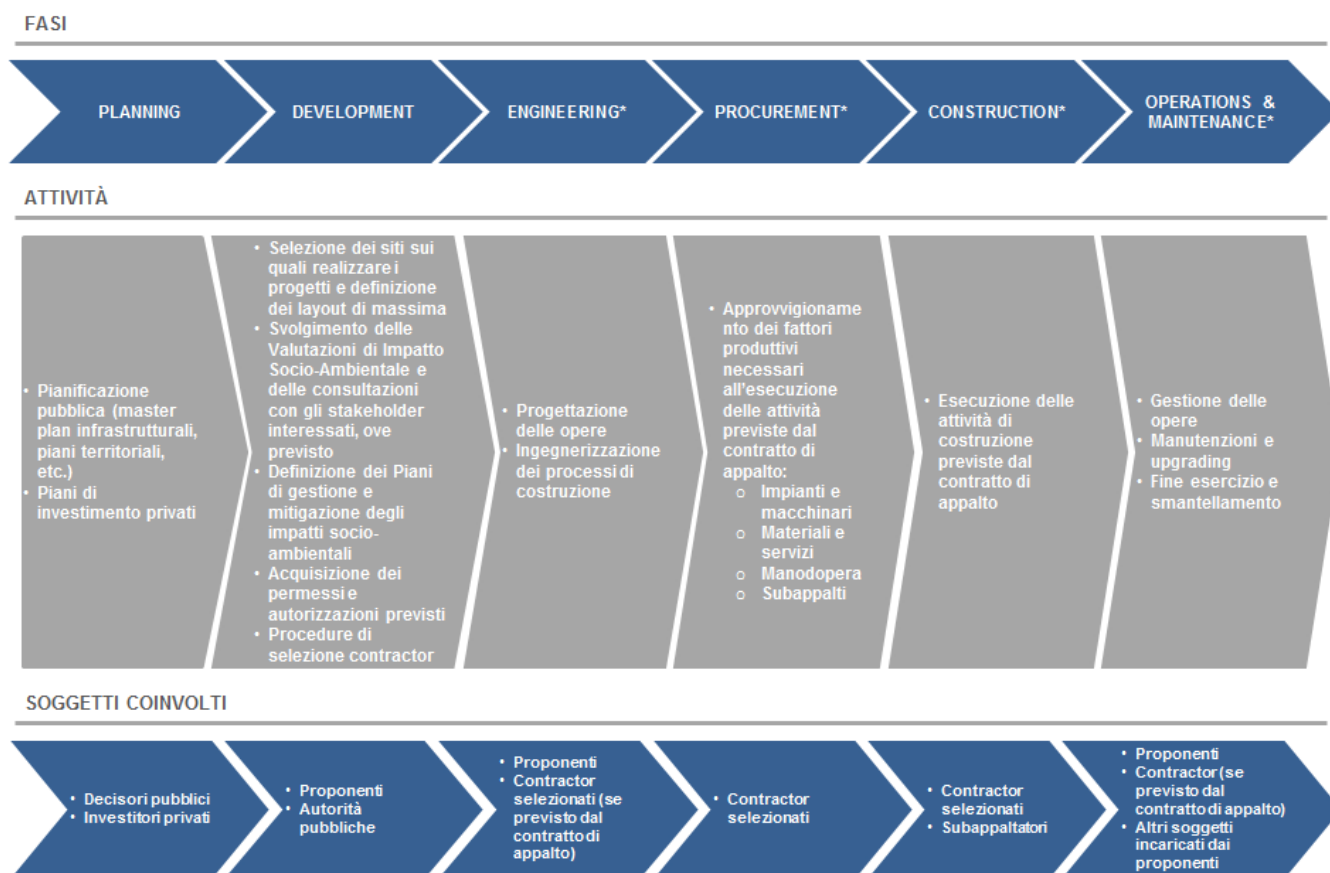 FASI
PLANNING
DEVELOPMENT
ENGINEERING*
PROCUREMENT*
CONSTRUCTION*
OPERATIONS &
MAINTENANCE*
ATTIVITÀ
• Pianificazione
pubblica (master
plan infrastrutturali,
piani territoriali,
etc.)
• Piani di
investimento privati
• Selezione dei siti sui
quali realizzare i
progetti e definizione
dei layout di massima
• Svolgimento delle
Valutazioni di Impatto
Socio-Ambientale e
delle consultazioni
con gli stakeholder
interessati, ove
previsto
• Definizione dei Piani
di gestione e
mitigazione degli
impatti socio-
ambientali
• Acquisizione dei
permessi e
autorizzazioni previsti
• Procedure di
selezione contractor
• Progettazione
delle opere
• Ingegnerizzazione
dei processi di
costruzione
• Approvvigioname
nto dei fattori
produttivi
necessari
all'esecuzione
delle attività
previste dal
contratto di
appalto:
o Impianti e
macchinari
o Materiali e
servizi
o Manodopera
o Subappalti
• Esecuzione delle
attività di
costruzione
previste dal
contratto di
appalto
• Gestione delle
opere
• Manutenzioni e
upgrading
• Fine esercizio e
smantellamento
SOGGETTI COINVOLTI
• Decisori pubblici
• Investitori privati
• Proponenti
• Autorità
pubbliche
• Proponenti
• Contractor
selezionati (se
previsto dal
contratto di
appalto)
• Contractor
selezionati
• Contractor
selezionati
• Subappaltatori
• Proponenti
• Contractor (se
previsto dal
contratto di appalto)
• Altri soggetti
incaricati dai
proponenti